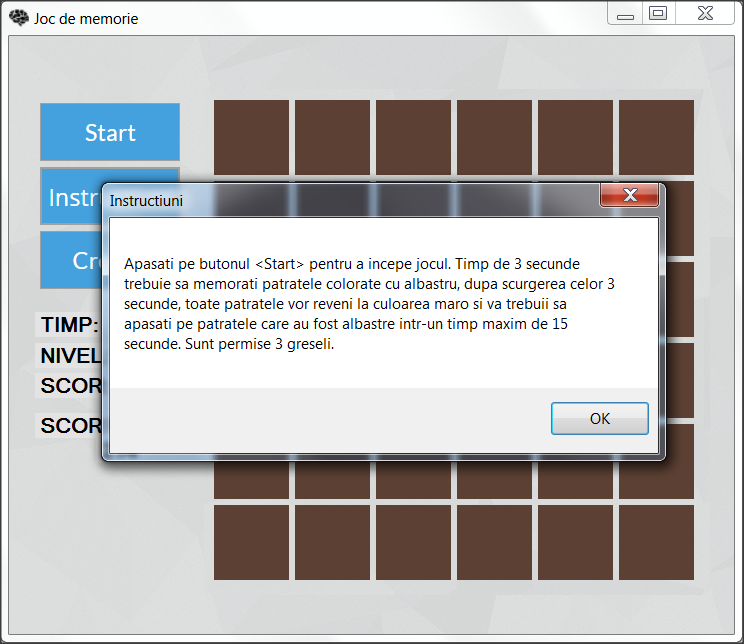 Joc de memorie
Start
Instr
Instructiuni
Apasati pe butonul <Start> pentru a incepe jocul. Timp de 3 secunde
trebuie sa memorati patratele colorate cu albastru, dupa scurgerea celor 3
secunde, toate patratele vor reveni la culoarea maro si va trebuii sa
apasati pe patratele care au fost albastre intr-un timp maxim de 15
secunde. Sunt permise 3 greseli.
OK
Cre
TIMP:
NIVEL
SCOR
SCOR